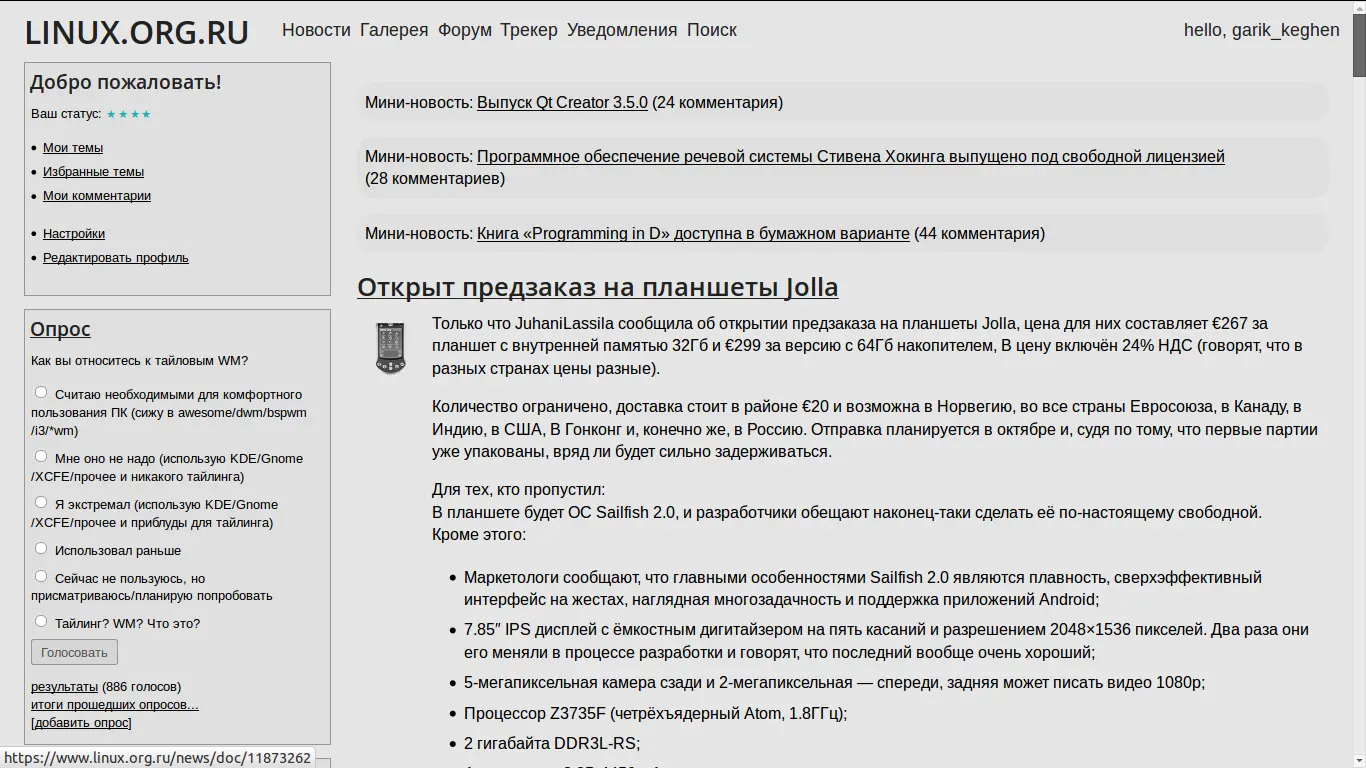 LINUX.ORG.RU
Новости Галерея Форум Трекер Уведомления Поиск
hello, garik_keghen
Добро пожаловать!
Ваш статус: ★★★★
• Мои темы
• Избранные темы
• Мои комментарии
• Настройки
• Редактировать профиль
Опрос
Как вы относитесь к тайловым WM?
Считаю необходимыми для комфортного
пользования ПК (сижу в awesome/dwm/bspwm
/i3/*wm)
Мне оно не надо (использую KDE/Gnome
/XCFE/прочее и никакого тайлинга)
Я экстремал (использую KDE/Gnome
/XCFE/прочее и приблуды для тайлинга)
Использовал раньше
Сейчас не пользуюсь, но
присматриваюсь/планирую попробовать
Тайлинг? WM? Что это?
Голосовать
результаты (886 голосов)
итоги прошедших опросов...
[добавить опрос]
Мини-новость: Выпуск Qt Creator 3.5.0 (24 комментария)
Мини-новость: Программное обеспечение речевой системы Стивена Хокинга выпущено под свободной лицензией
(28 комментариев)
Мини-новость: Книга «Programming in D» доступна в бумажном варианте (44 комментария)
Открыт предзаказ на планшеты Jolla
Только что JuhaniLassila сообщила об открытии предзаказа на планшеты Jolla, цена для них составляет €267 за
планшет с внутренней памятью 32Гб и €299 за версию с 64Гб накопителем, В цену включён 24% НДС (говорят, что в
разных странах цены разные).
Количество ограничено, доставка стоит в районе €20 и возможна в Норвегию, во все страны Евросоюза, в Канаду, в
Индию, в США, В Гонконг и, конечно же, в Россию. Отправка планируется в октябре и, судя по тому, что первые партии
уже упакованы, вряд ли будет сильно задерживаться.
Для тех, кто пропустил:
В планшете будет ОС Sailfish 2.0, и разработчики обещают наконец-таки сделать её по-настоящему свободной.
Кроме этого:
• Маркетологи сообщают, что главными особенностями Sailfish 2.0 являются плавность, сверхэффективный
интерфейс на жестах, наглядная многозадачность и поддержка приложений Android;
• 7.85″ IPS дисплей с ёмкостным дигитайзером на пять касаний и разрешением 2048×1536 пикселей. Два раза они
его меняли в процессе разработки и говорят, что последний вообще очень хороший;
• 5-мегапиксельная камера сзади и 2-мегапиксельная — спереди, задняя может писать видео 1080p;
• Процессор Z3735F (четрёхъядерный Atom, 1.8ГГц);
• 2 гигабайта DDR3L-RS;
https://www.linux.org.ru/news/doc/11873262